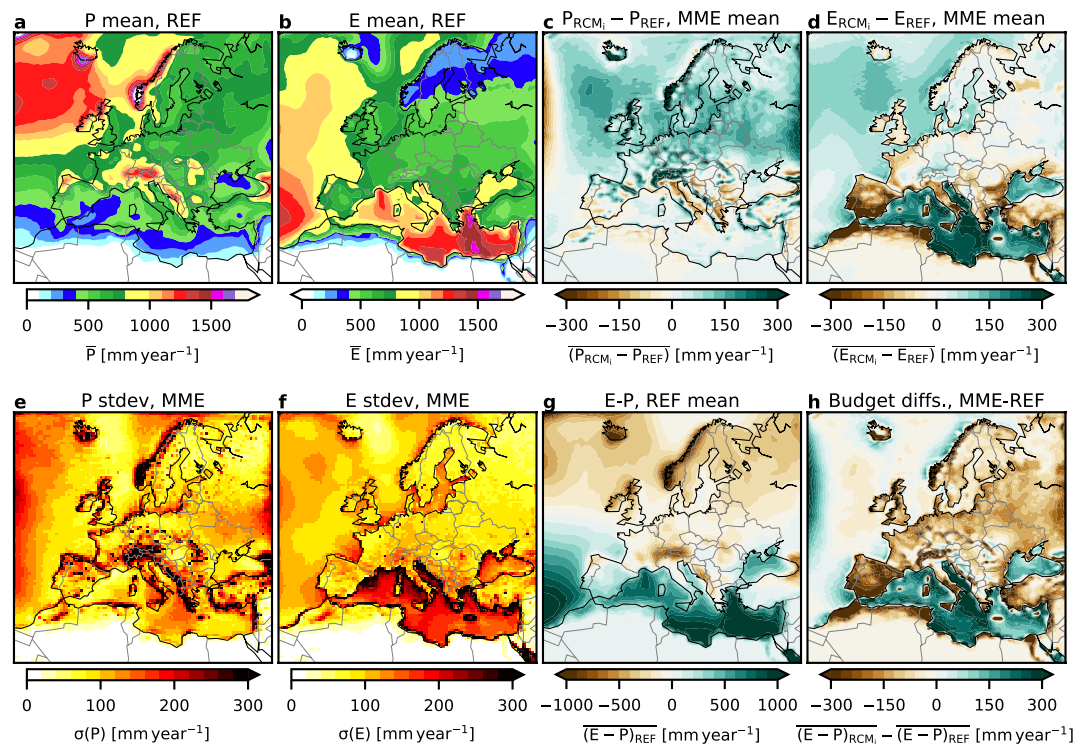 a P mean, REF
b E mean, REF
c P_RCM_i − P_REF, MME mean
d E_RCM_i − E_REF, MME mean
0 500 1000 1500
P̅ [mm year⁻¹]
0 500 1000 1500
E̅ [mm year⁻¹]
−300 −150 0 150 300
(P_RCM_i − P_REF) [mm year⁻¹]
−300 −150 0 150 300
(E_RCM_i − E_REF) [mm year⁻¹]
e P stdev, MME
f E stdev, MME
g E-P, REF mean
h Budget diffs., MME-REF
0 100 200 300
σ(P) [mm year⁻¹]
0 100 200 300
σ(E) [mm year⁻¹]
−1000 −500 0 500 1000
(E − P)_REF [mm year⁻¹]
−300 −150 0 150 300
(E − P)_RCM_i − (E − P)_REF [mm year⁻¹]